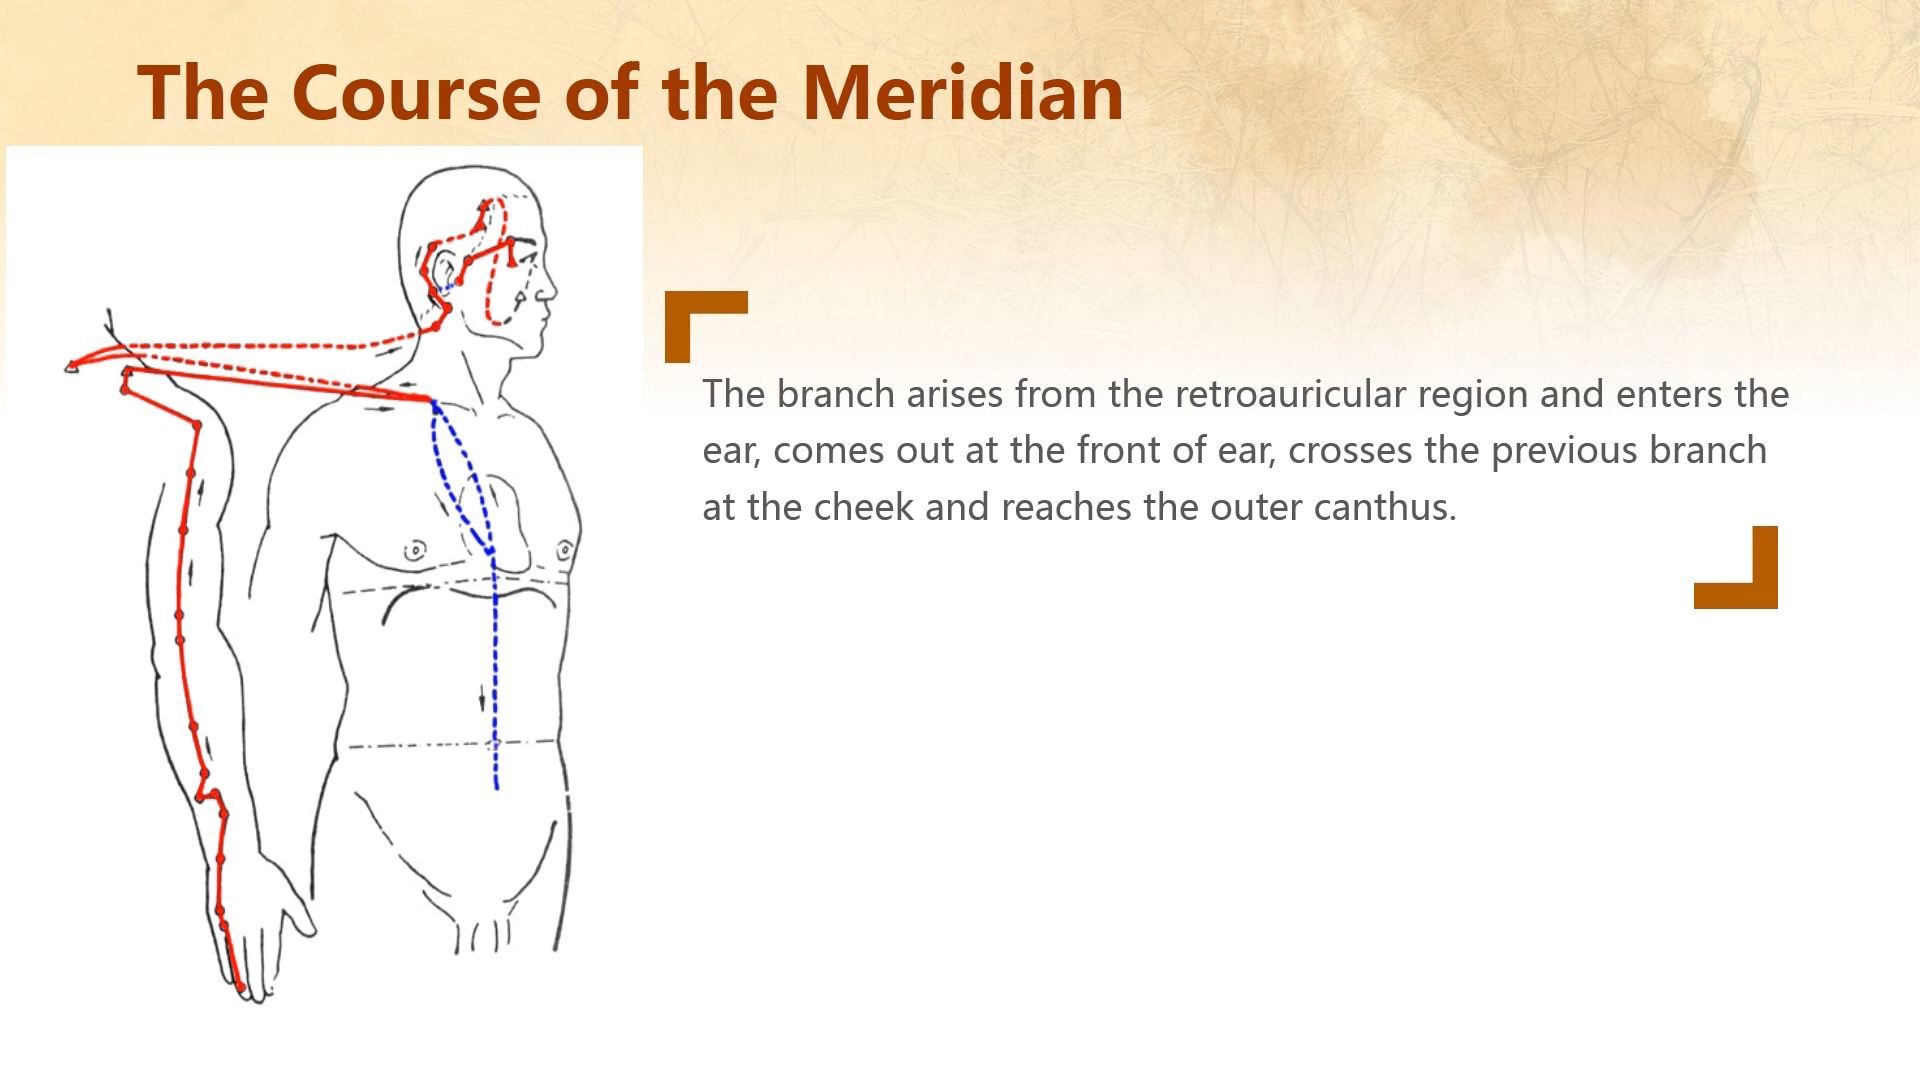 The Course of the Meridian
The branch arises from the retroauricular region and enters the
ear, comes out at the front of ear, crosses the previous branch
at the cheek and reaches the outer canthus.